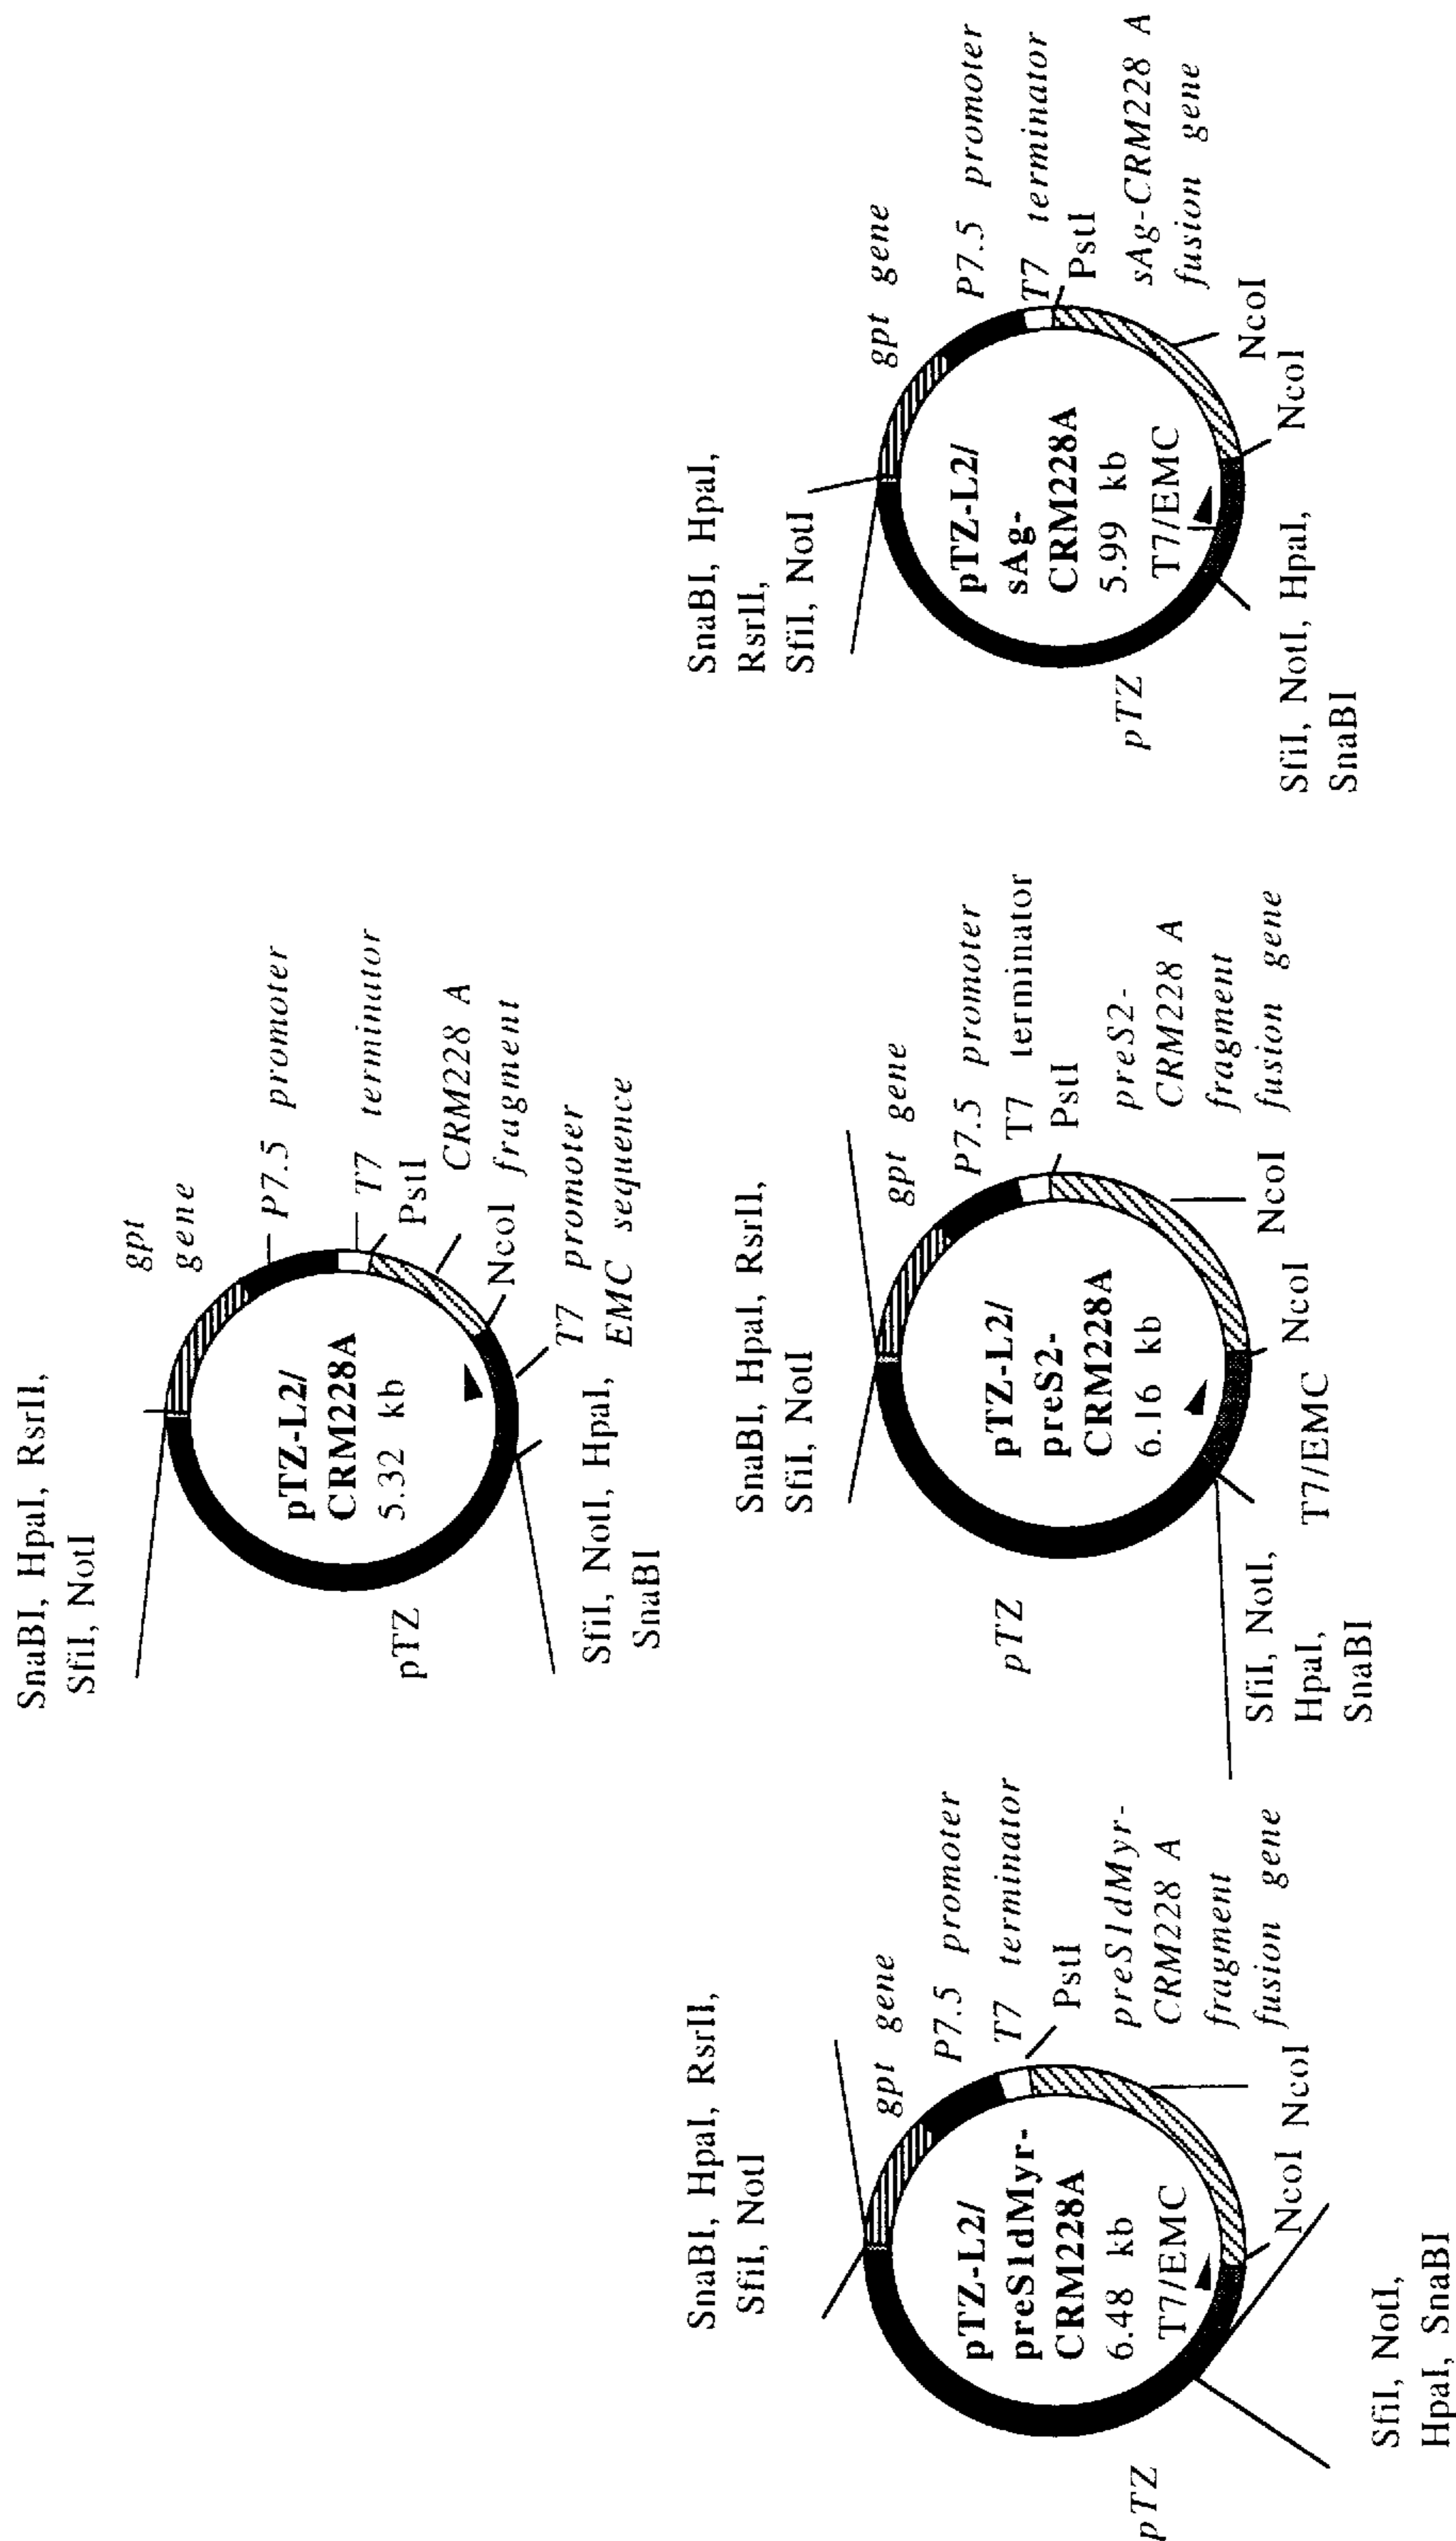 SnaBI, HpaI, RsrII,
SfiI, NotI
gpt
gene
P7.5 promoter
T7 terminator
PstI
CRM228 A
fragment
NcoI
T7 promoter
EMC sequence
SfiI, NotI, HpaI,
SnaBI
pTZ
pTZ-L2/
CRM228A
5.32 kb
SnaBI, HpaI, RsrII,
SfiI, NotI
gpt gene
P7.5 promoter
T7 terminator
PstI
preS1dMyr-
CRM228 A
fragment
fusion gene
NcoI
NcoI
SfiI, NotI,
HpaI, SnaBI
pTZ
pTZ-L2/
preS1dMyr-
CRM228A
6.48 kb
T7/EMC
SnaBI, HpaI, RsrII,
SfiI, NotI
gpt gene
P7.5 promoter
T7 terminator
PstI
preS2-
CRM228 A
fragment
fusion gene
NcoI
NcoI
T7/EMC
SfiI, NotI,
HpaI,
SnaBI
pTZ
pTZ-L2/
preS2-
CRM228A
6.16 kb
SnaBI, HpaI,
RsrII,
SfiI, NotI
gpt gene
P7.5 promoter
T7 terminator
PstI
sAg-CRM228 A
fusion gene
NcoI
NcoI
SfiI, NotI, HpaI,
SnaBI
pTZ
pTZ-L2/
sAg-
CRM228A
5.99 kb
T7/EMC